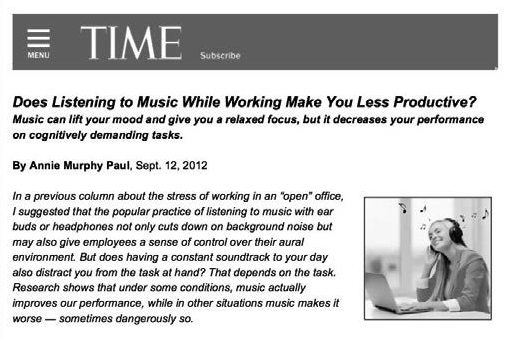 MENU
TIME
Subscribe
Does Listening to Music While Working Make You Less Productive?
Music can lift your mood and give you a relaxed focus, but it decreases your performance
on cognitively demanding tasks.
By Annie Murphy Paul, Sept. 12, 2012
In a previous column about the stress of working in an “open” office,
I suggested that the popular practice of listening to music with ear
buds or headphones not only cuts down on background noise but
may also give employees a sense of control over their aural
environment. But does having a constant soundtrack to your day
also distract you from the task at hand? That depends on the task.
Research shows that under some conditions, music actually
improves our performance, while in other situations music makes it
worse — sometimes dangerously so.